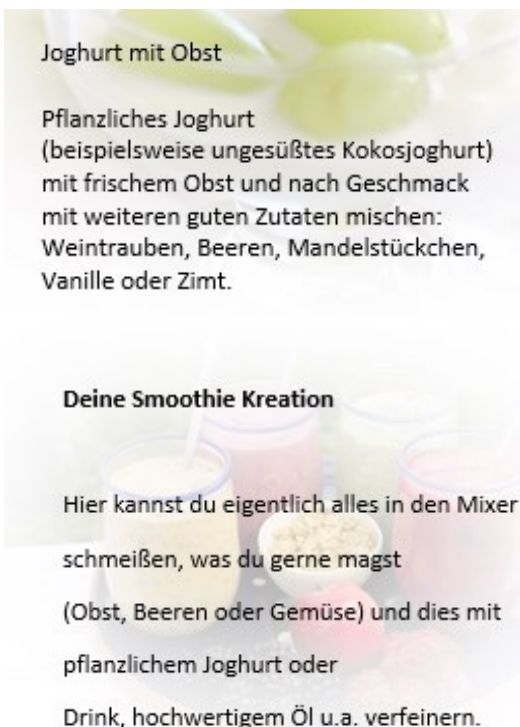 Joghurt mit Obst
Pflanzliches Joghurt
(beispielsweise ungesüßtes Kokosjoghurt)
mit frischem Obst und nach Geschmack
mit weiteren guten Zutaten mischen:
Weintrauben, Beeren, Mandelstückchen,
Vanille oder Zimt.
Deine Smoothie Kreation
Hier kannst du eigentlich alles in den Mixer
schmeißen, was du gerne magst
(Obst, Beeren oder Gemüse) und dies mit
pflanzlichem Joghurt oder
Drink, hochwertigem Öl u.a. verfeinern.